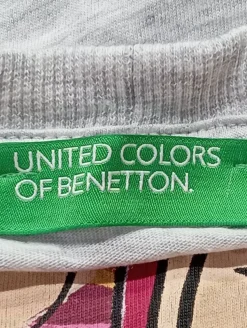 UNITED COLORS
OF BENETTON.